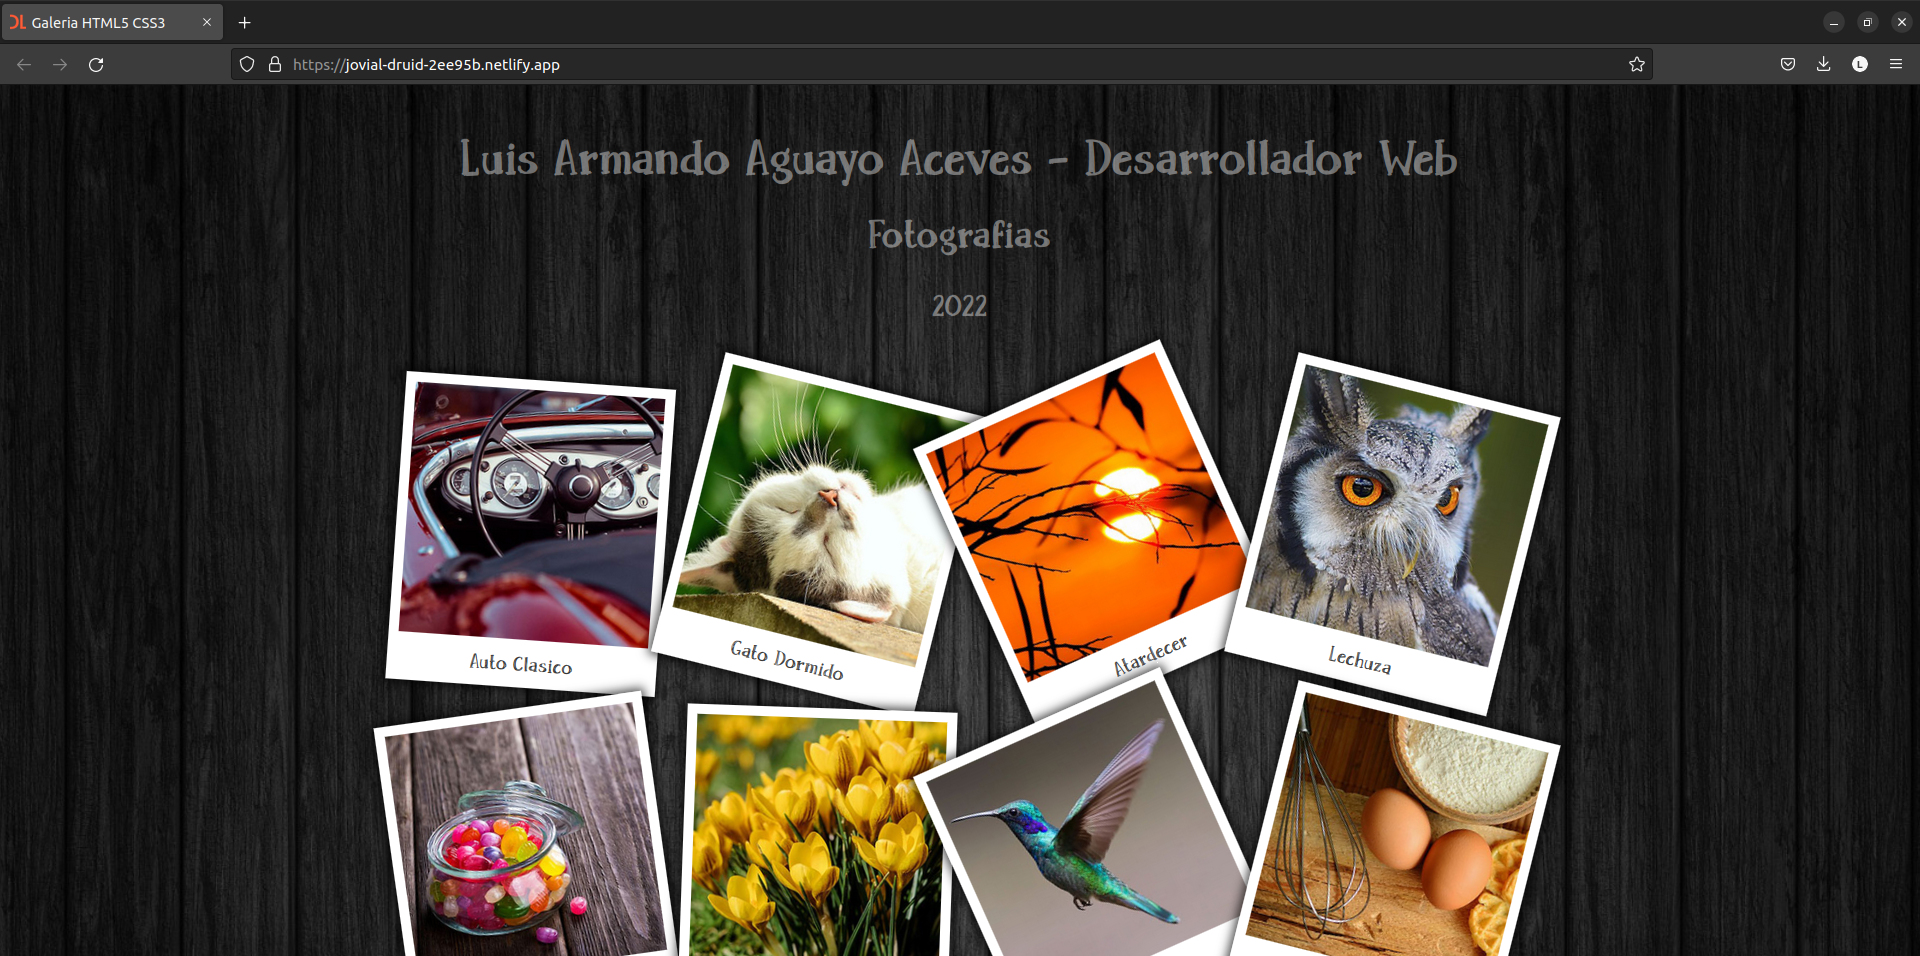 Galeria HTML5 CSS3
https://jovial-druid-2ee95b.netlify.app
L
Luis Armando Aguayo Aceves - Desarrollador Web
Fotografias
2022
Auto Clasico
Gato Dormido
Atardecer
Lechuza